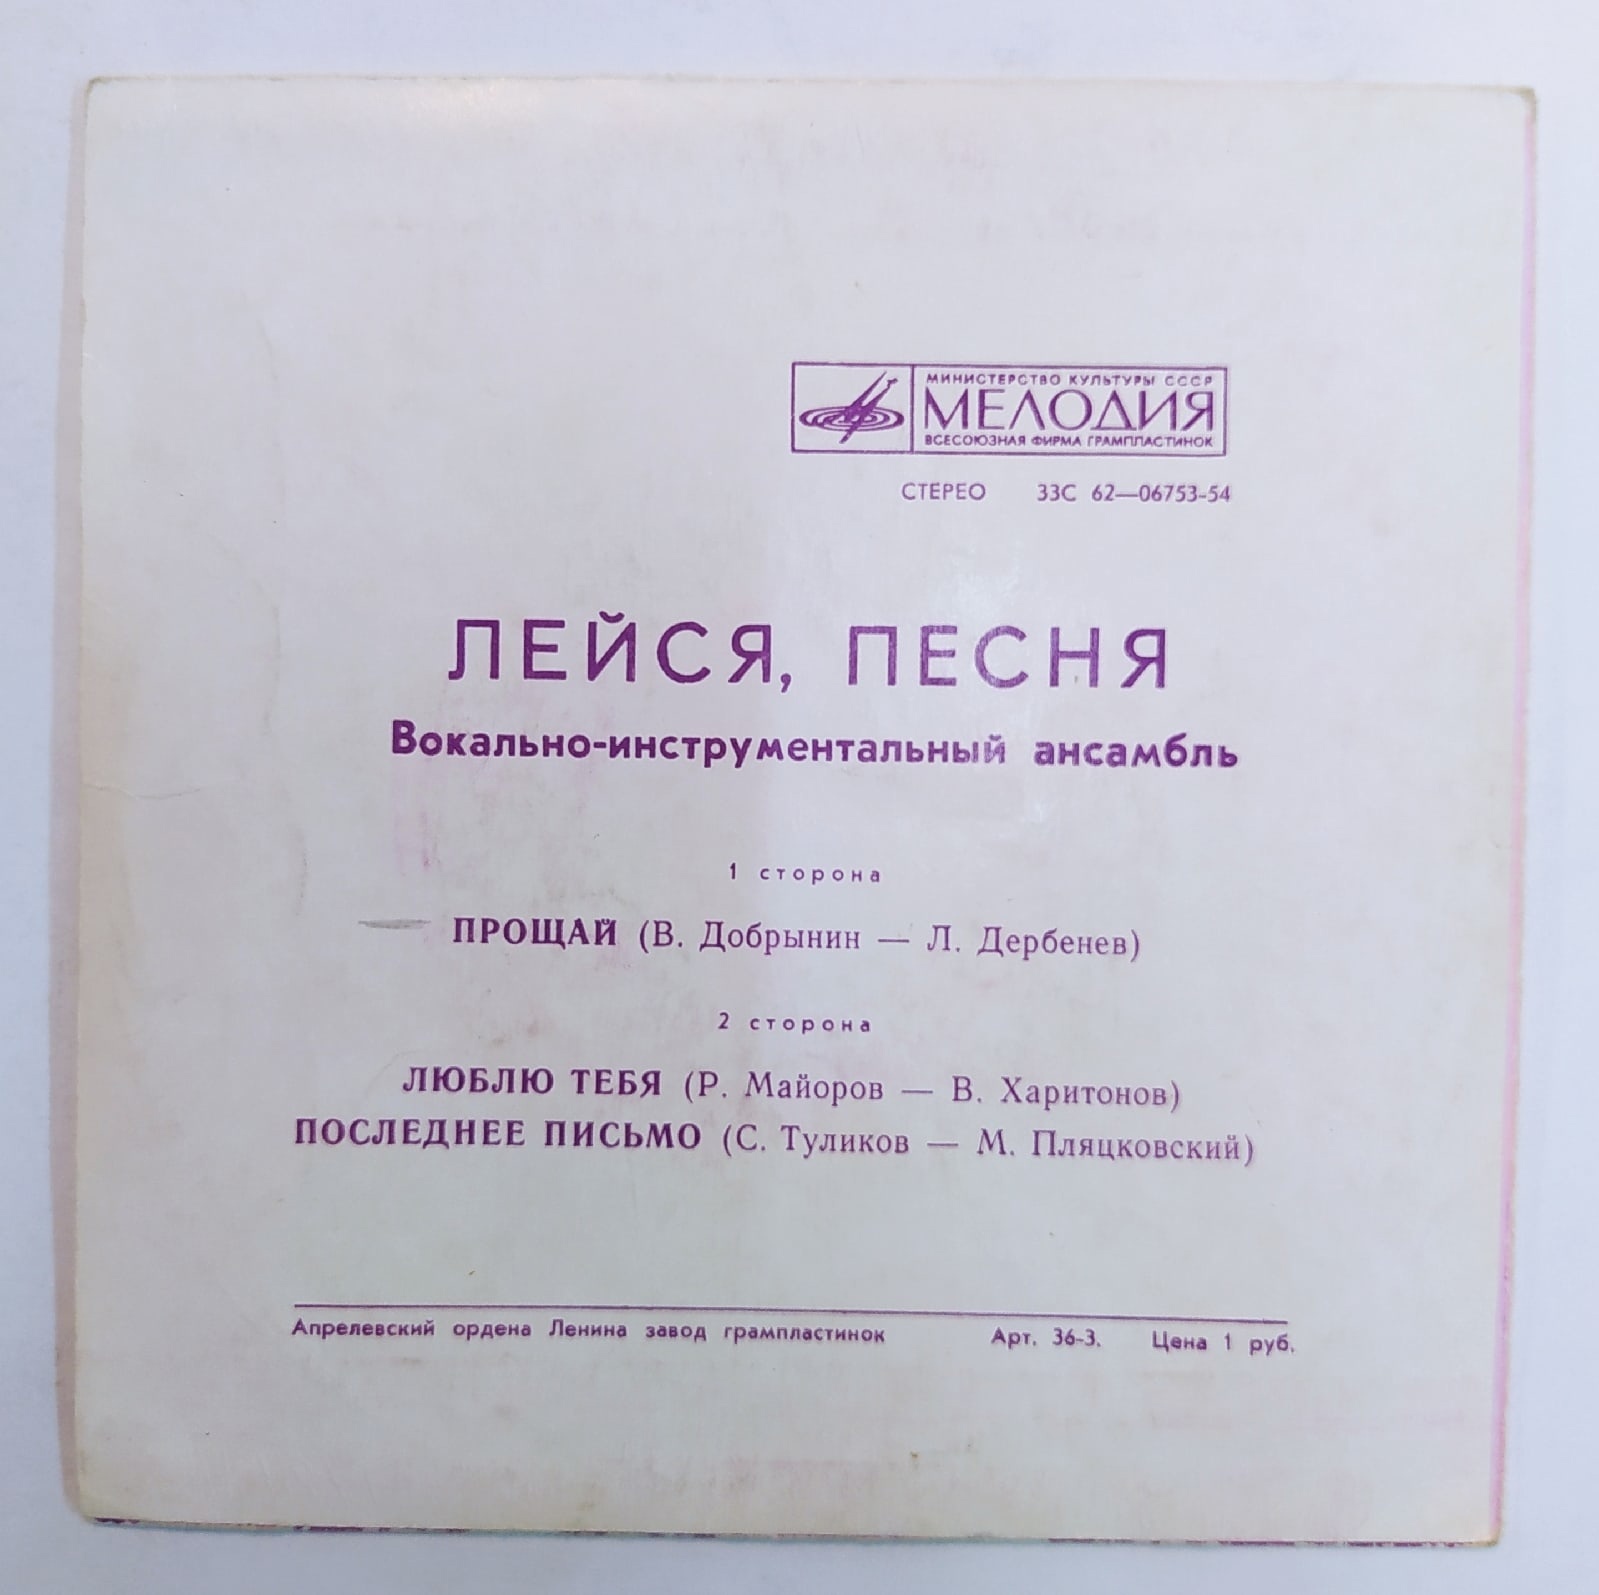 МИНИСТЕРСТВО КУЛЬТУРЫ СССР
МЕЛОДИЯ
ВСЕСОЮЗНАЯ ФИРМА ГРАМПЛАСТИНОК
СТЕРЕО 33С 62—06753-54
ЛЕЙСЯ, ПЕСНЯ
Вокально-инструментальный ансамбль
1 сторона
ПРОЩАЙ (В. Добрынин — Л. Дербенев)
2 сторона
ЛЮБЛЮ ТЕБЯ (Р. Майоров — В. Харитонов)
ПОСЛЕДНЕЕ ПИСЬМО (С. Туликов — М. Пляцковский)
Апрелевский ордена Ленина завод грампластинок Арт. 36-3. Цена 1 руб.